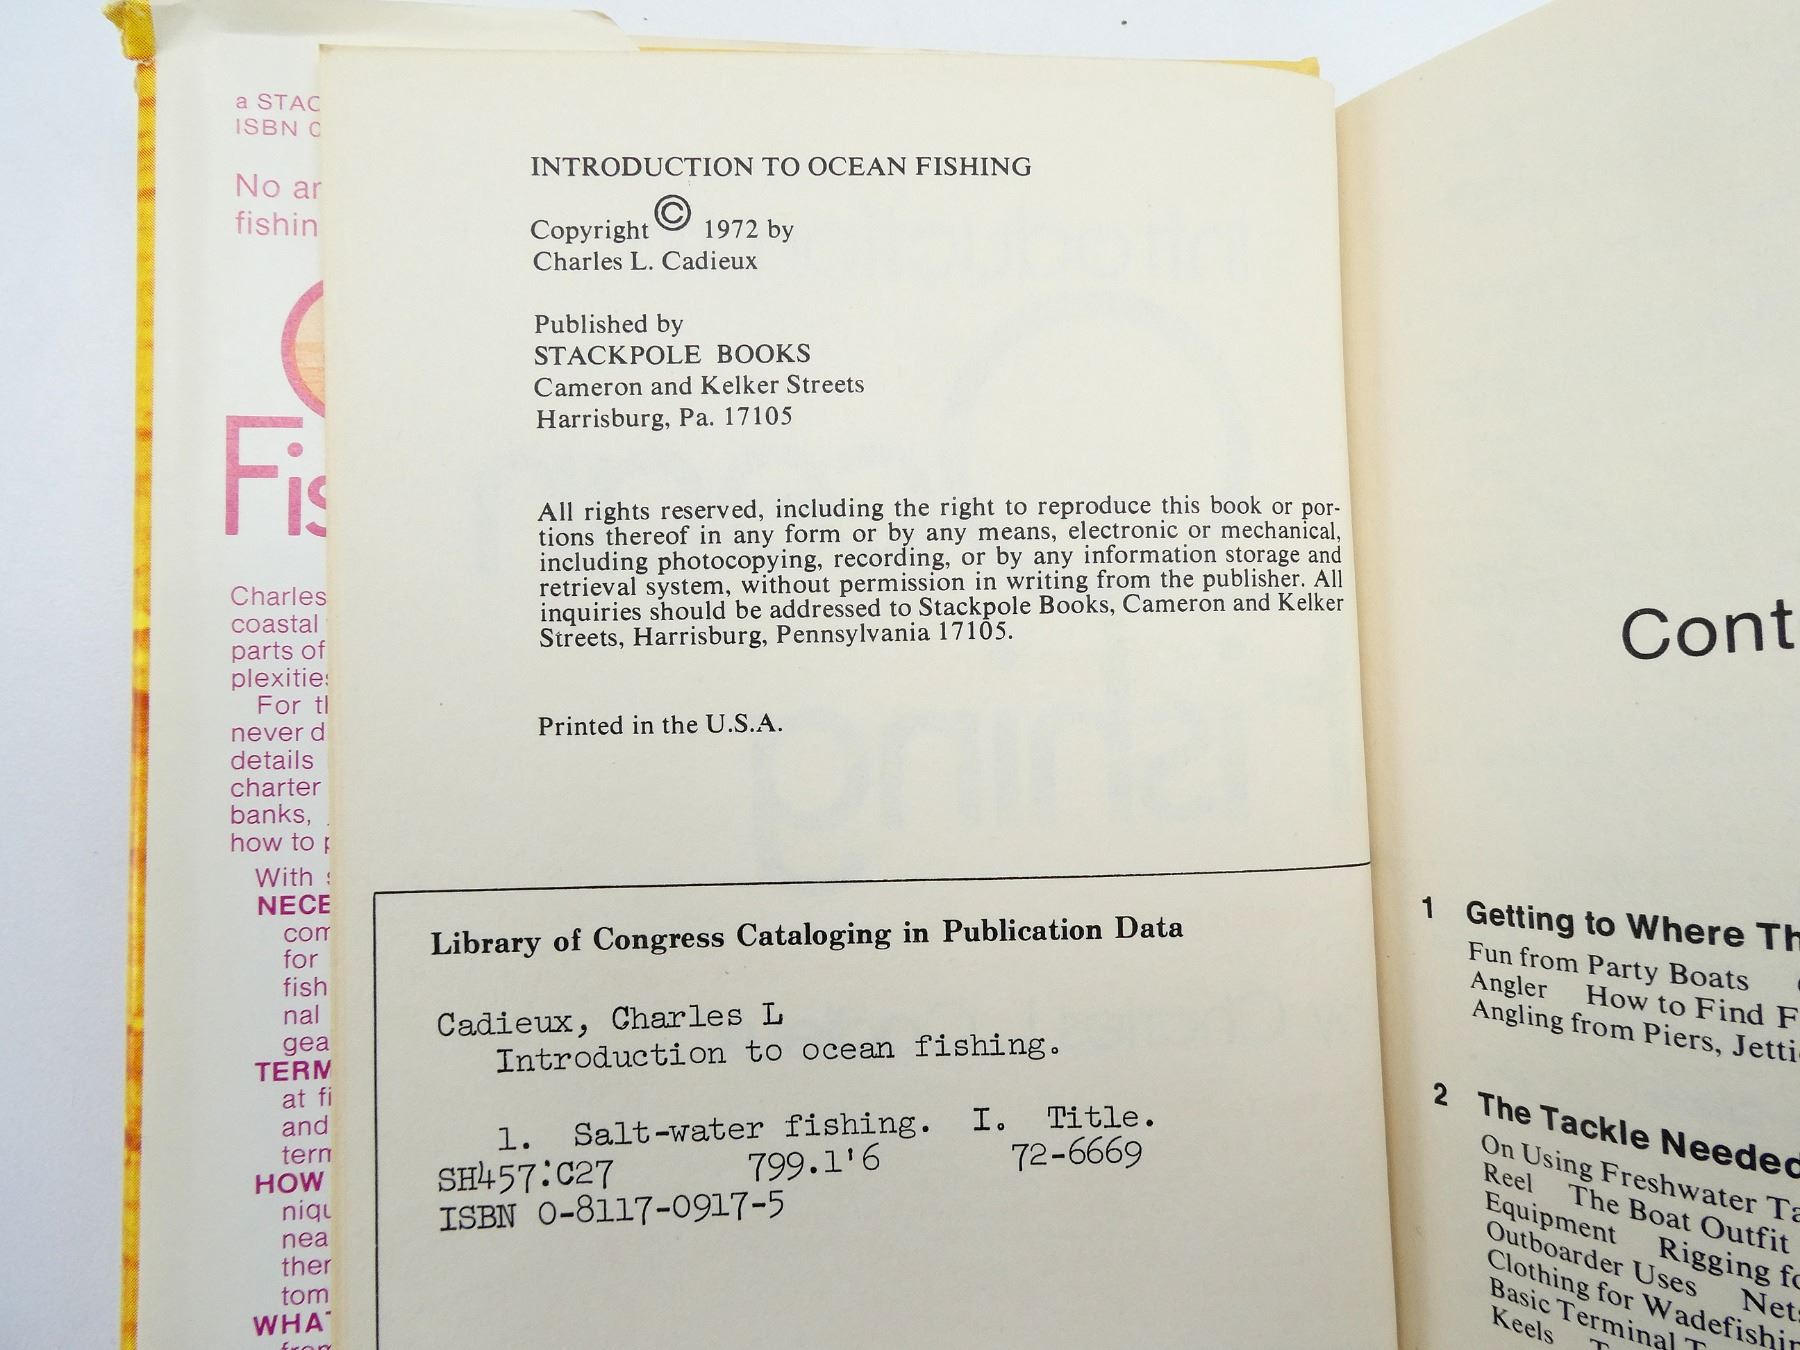 a STAC
ISBN 0
No ar
fishin
Fis
Charles
coastal
parts of
plexities
For th
never d
details
charter
banks,
how to p
With s
NECE
com
for
fish
nal
gea
TERM
at fi
and
term
HOW
niqu
nea
ther
tom
WHAT
from
INTRODUCTION TO OCEAN FISHING
Copyright © 1972 by
Charles L. Cadieux
Published by
STACKPOLE BOOKS
Cameron and Kelker Streets
Harrisburg, Pa. 17105
All rights reserved, including the right to reproduce this book or por-
tions thereof in any form or by any means, electronic or mechanical,
including photocopying, recording, or by any information storage and
retrieval system, without permission in writing from the publisher. All
inquiries should be addressed to Stackpole Books, Cameron and Kelker
Streets, Harrisburg, Pennsylvania 17105.
Printed in the U.S.A.
Library of Congress Cataloging in Publication Data
Cadieux, Charles L
Introduction to ocean fishing.
1. Salt-water fishing. I. Title.
SH457.C27 799.1'6 72-6669
ISBN 0-8117-0917-5
Cont
1 Getting to Where Th
Fun from Party Boats
Angler How to Find F
Angling from Piers, Jetti
2 The Tackle Needed
On Using Freshwater Ta
Reel The Boat Outfit
Equipment Rigging fo
Outboarder Uses Nets
Clothing for Wadefishin
Basic Terminal T
Keels